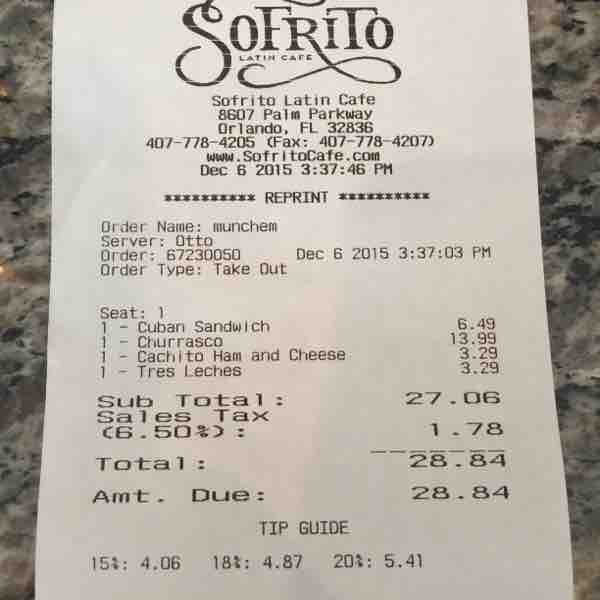 SOFRITO
LATIN CAFE
Sofrito Latin Cafe
8607 Palm Parkway
Orlando, FL 32836
407-778-4205 (Fax: 407-778-4207)
www.SofritoCafe.com
Dec 6 2015 3:37:46 PM
********** REPRINT **********
Order Name: munchem
Server: Otto
Order: 67230050 Dec 6 2015 3:37:03 PM
Order Type: Take Out
Seat: 1
1 - Cuban Sandwich 6.49
1 - Churrasco 13.99
1 - Cachito Ham and Cheese 3.29
1 - Tres Leches 3.29
Sub Total: 27.06
Sales Tax
(6.50%): 1.78
Total: 28.84
Amt. Due: 28.84
TIP GUIDE
15%: 4.06 18%: 4.87 20%: 5.41